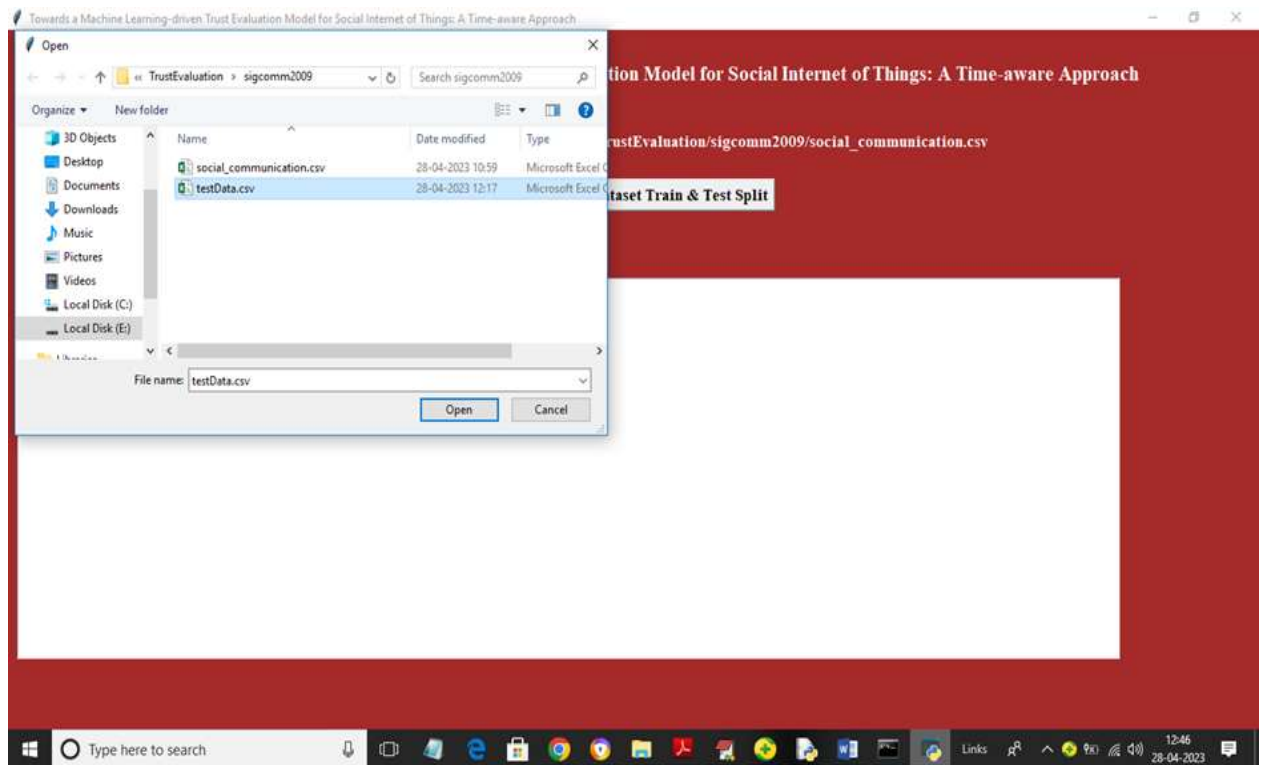 Towards a Machine Learning-driven Trust Evaluation Model for Social Internet of Things: A Time-aware Approach
Open
« TrustEvaluation > sigcomm2009
Search sigcomm2009
Organize
New folder
3D Objects
Desktop
Documents
Downloads
Music
Pictures
Videos
Local Disk (C:)
Local Disk (E:)
Libraries
Name
Date modified
Type
social_communication.csv
28-04-2023 10:59
Microsoft Excel C
testData.csv
28-04-2023 12:17
Microsoft Excel C
File name: testData.csv
Open
Cancel
tion Model for Social Internet of Things: A Time-aware Approach
rustEvaluation/sigcomm2009/social_communication.csv
taset Train & Test Split
Type here to search
Links
12:46
28-04-2023